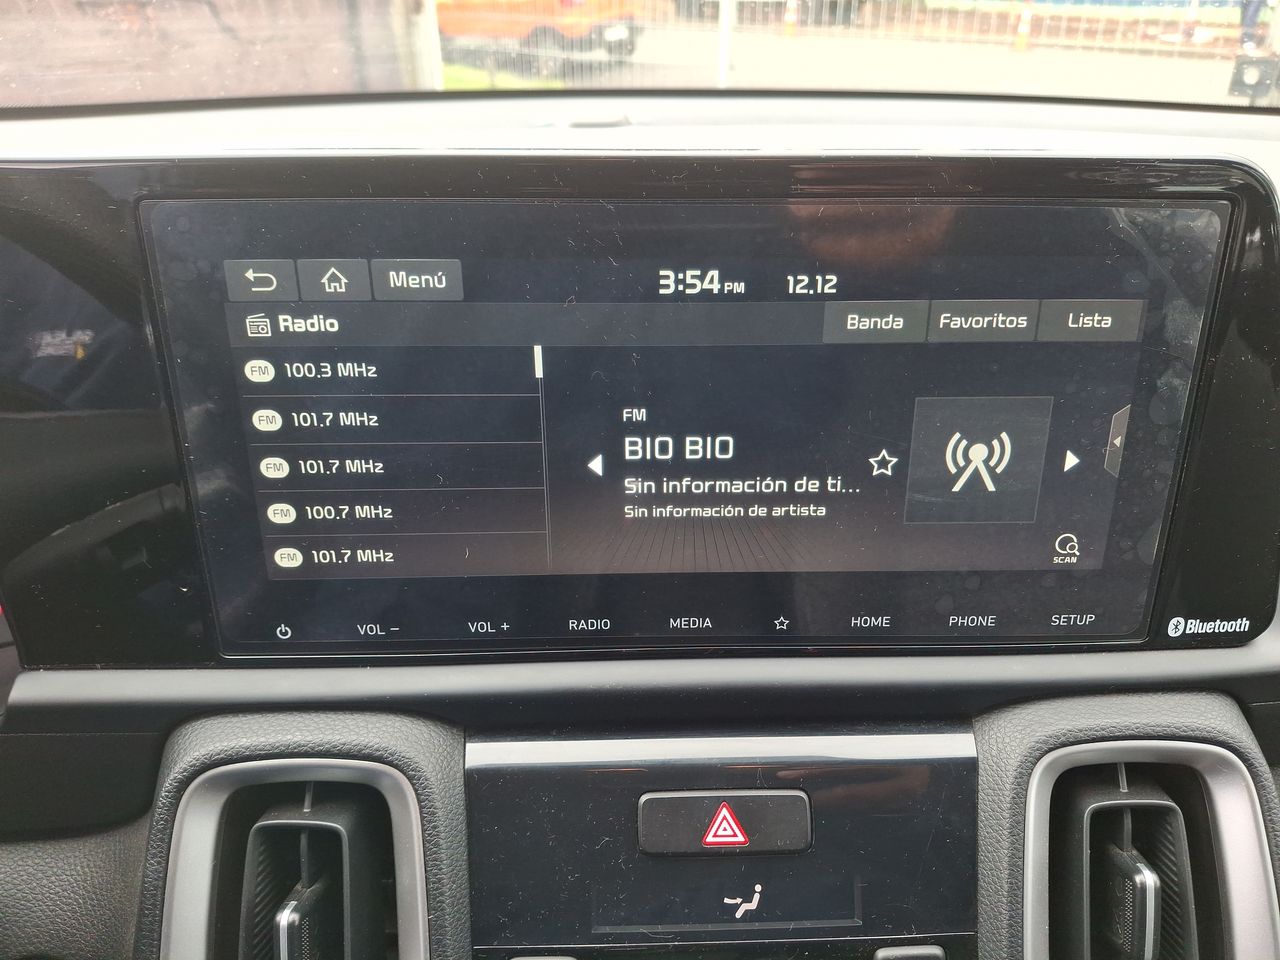 Menú
3:54 PM
12.12
Radio
Banda
Favoritos
Lista
FM 100.3 MHz
FM 101.7 MHz
FM 101.7 MHz
FM 100.7 MHz
FM 101.7 MHz
FM
BIO BIO
Sin información de ti...
Sin información de artista
SCAN
VOL −
VOL +
RADIO
MEDIA
HOME
PHONE
SETUP
Bluetooth